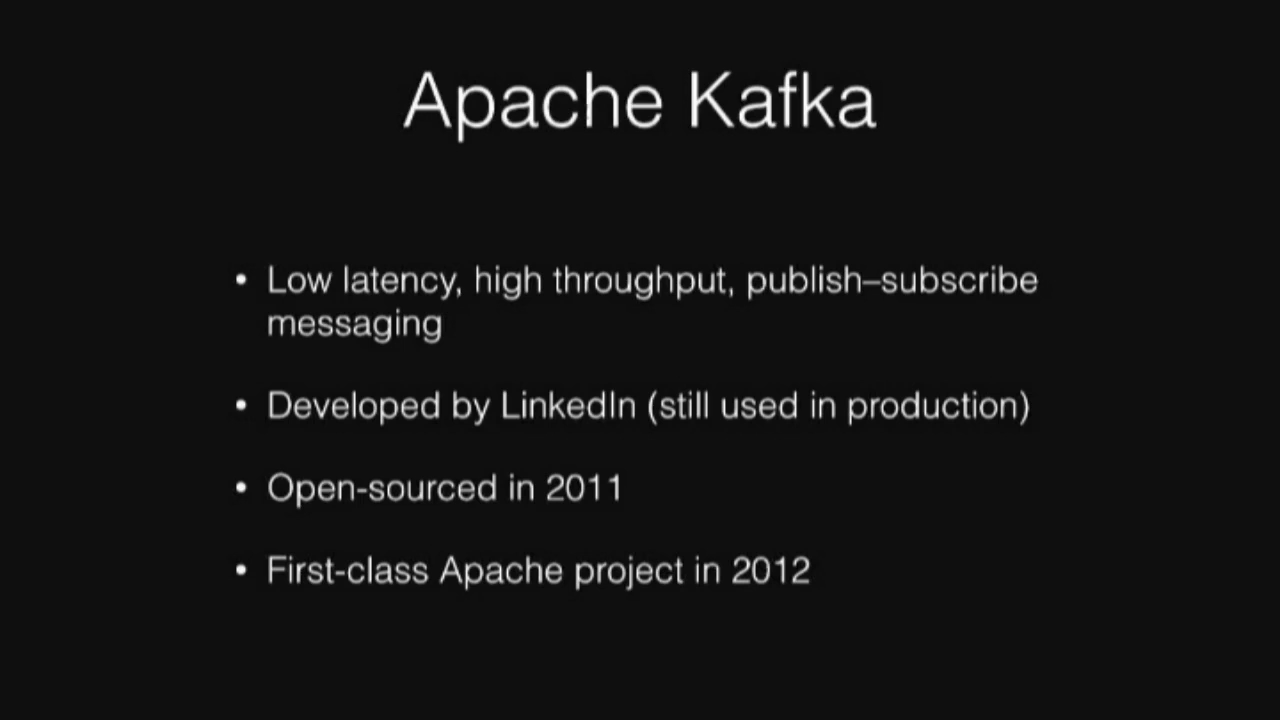 Apache Kafka
• Low latency, high throughput, publish–subscribe
messaging
• Developed by LinkedIn (still used in production)
• Open-sourced in 2011
• First-class Apache project in 2012